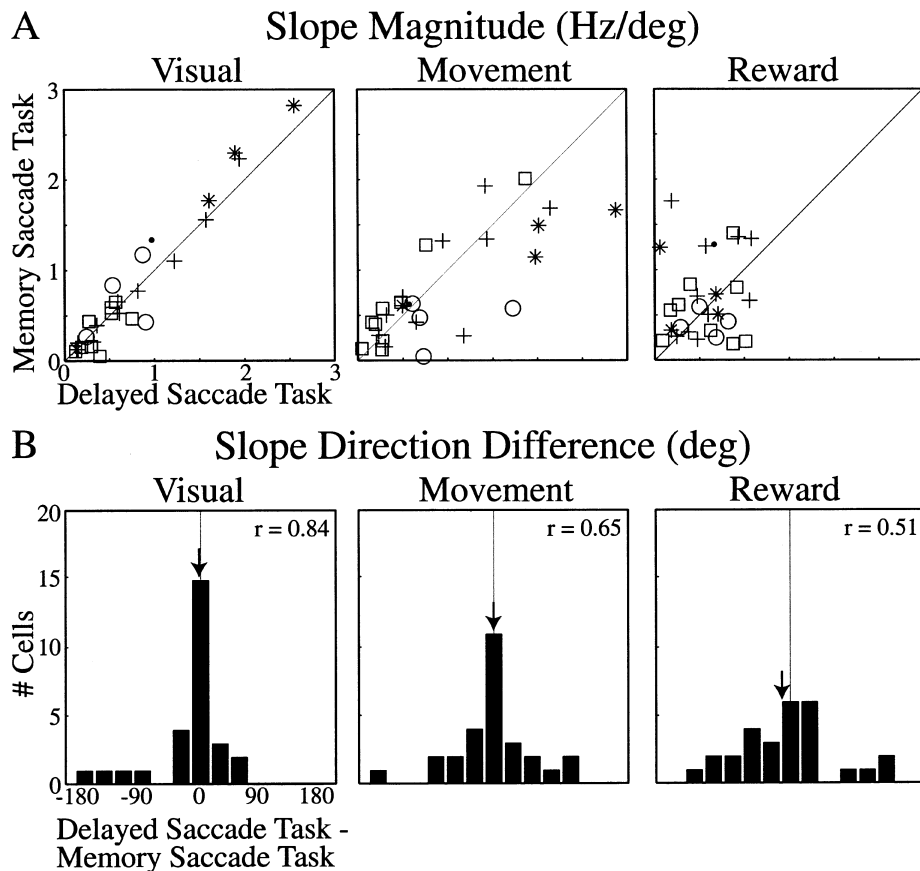 A Slope Magnitude (Hz/deg)
Visual Movement Reward
Memory Saccade Task
3
2
1
0
0 1 2 3
Delayed Saccade Task
B Slope Direction Difference (deg)
Visual Movement Reward
# Cells
20
15
10
5
0
r = 0.84
r = 0.65
r = 0.51
-180 -90 0 90 180
Delayed Saccade Task -
Memory Saccade Task